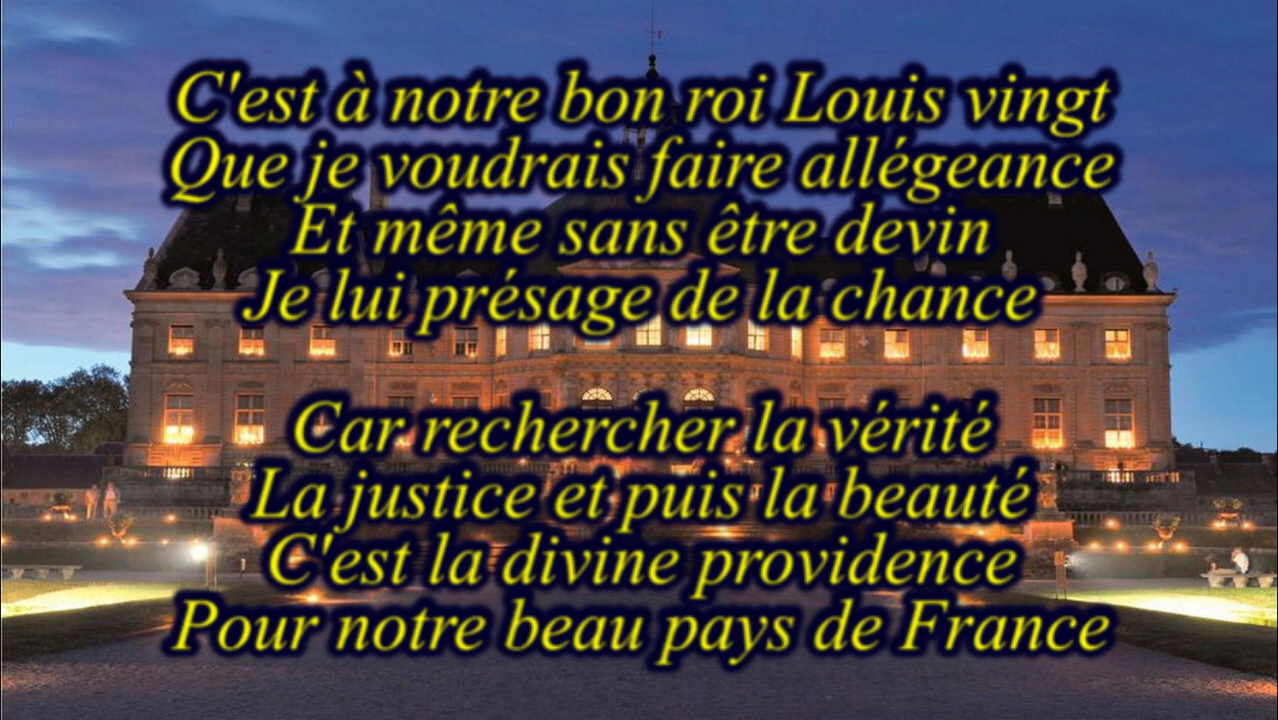 C'est à notre bon roi Louis vingt
Que je voudrais faire allégeance
Et même sans être devin
Je lui présage de la chance
Car rechercher la vérité
La justice et puis la beauté
C'est la divine providence
Pour notre beau pays de France